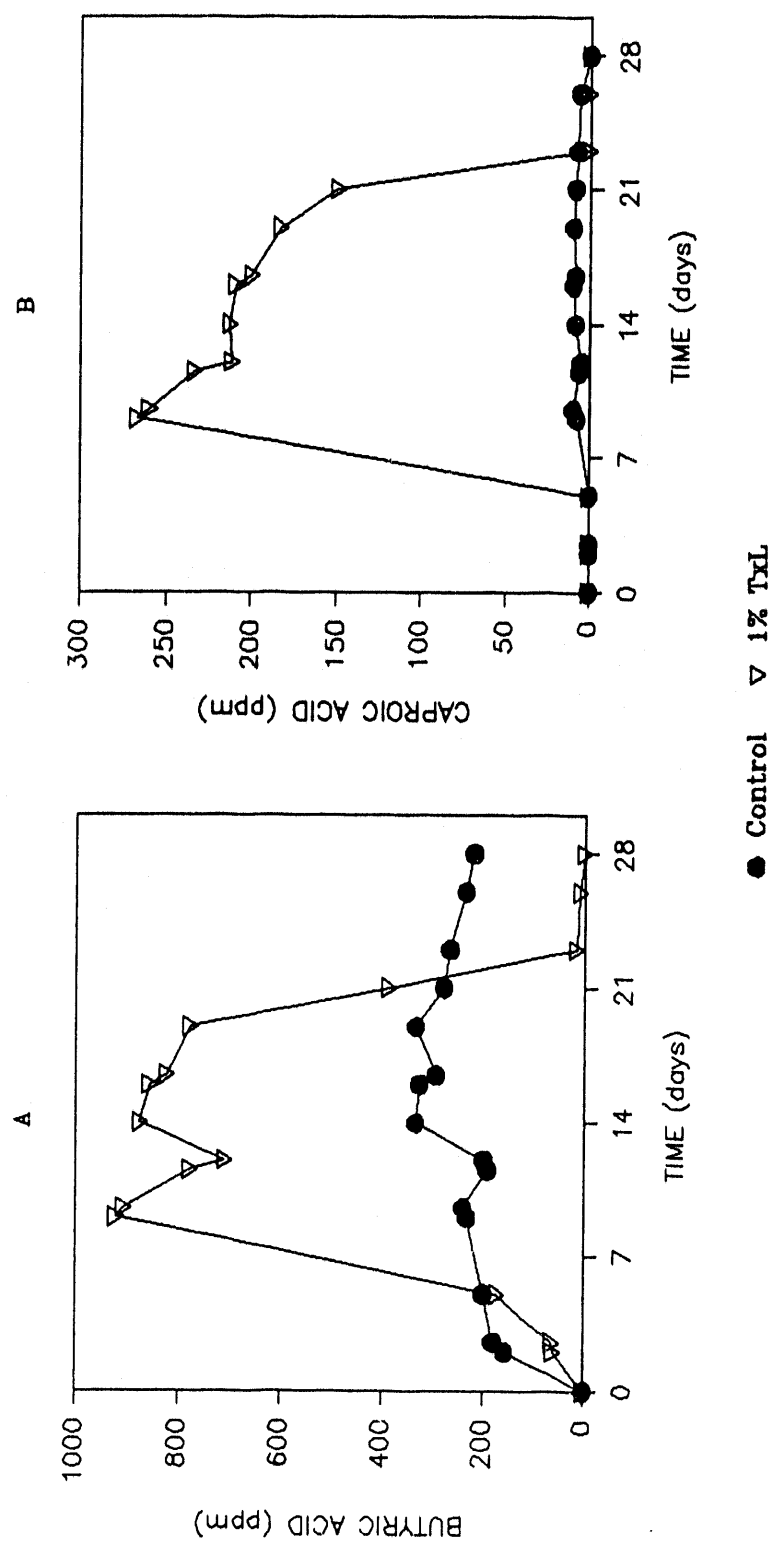 A
BUTYRIC ACID (ppm)
1000
800
600
400
200
0
0 7 14 21 28
TIME (days)
B
CAPROIC ACID (ppm)
300
250
200
150
100
50
0
0 7 14 21 28
TIME (days)
● Control ▽ 1% TxL